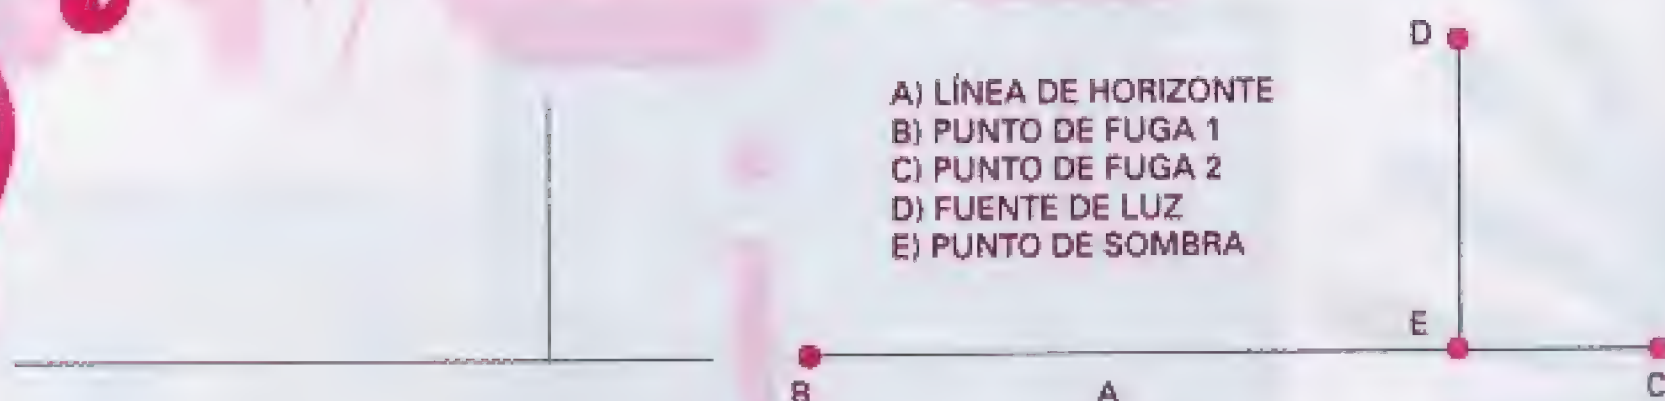 D
A) LÍNEA DE HORIZONTE
B) PUNTO DE FUGA 1
C) PUNTO DE FUGA 2
D) FUENTE DE LUZ
E) PUNTO DE SOMBRA
E
B
A
C